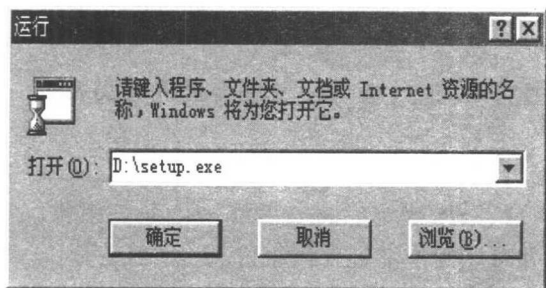 运行
请键入程序、文件夹、文档或 Internet 资源的名
称，Windows 将为您打开它。
打开(O): D:\setup.exe
确定 取消 浏览(B)...